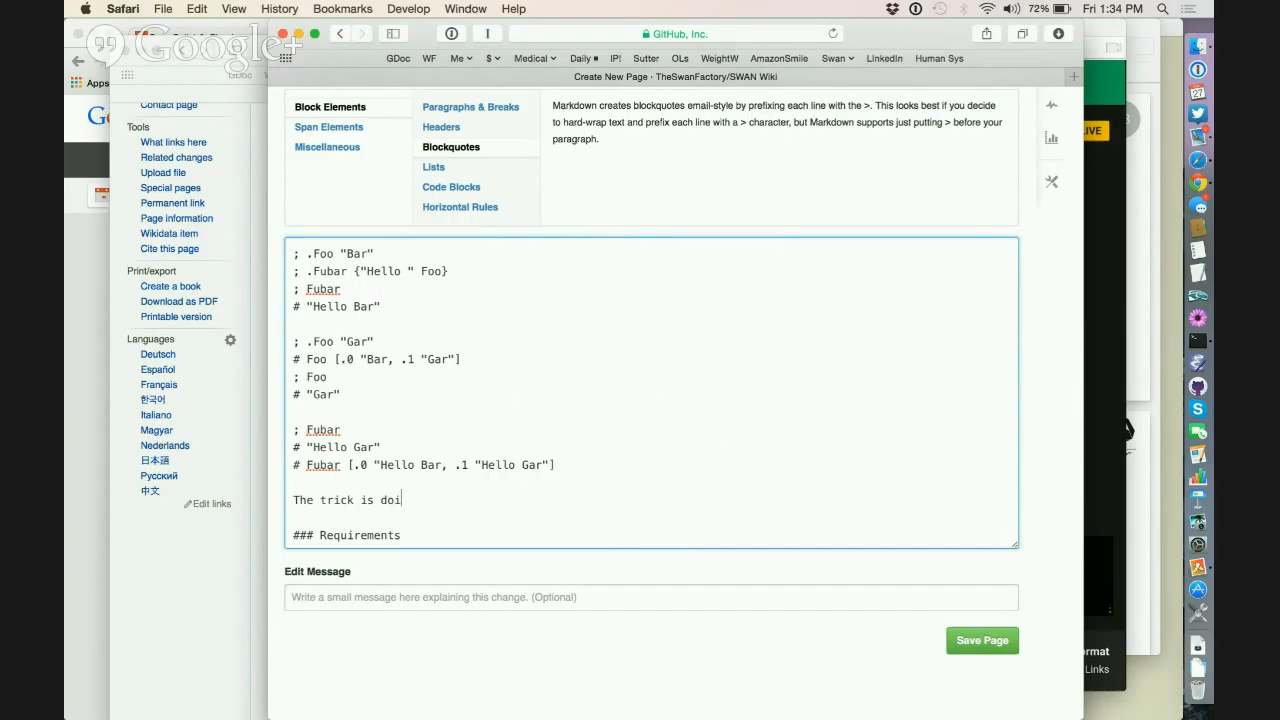 Safari File Edit View History Bookmarks Develop Window Help 72% Fri 1:34 PM
Google+
GitHub, Inc.
GDoc WF Me $ Medical Daily IP! Sutter OLs WeightW AmazonSmile Swan LinkedIn Human Sys
Create New Page · TheSwanFactory/SWAN Wiki
GDoc
Apps
Contact page
Tools
What links here
Related changes
Upload file
Special pages
Permanent link
Page information
Wikidata item
Cite this page
Print/export
Create a book
Download as PDF
Printable version
Languages
Deutsch
Español
Français
한국어
Italiano
Magyar
Nederlands
日本語
Русский
中文
Edit links
Block Elements
Span Elements
Miscellaneous
Paragraphs & Breaks
Headers
Blockquotes
Lists
Code Blocks
Horizontal Rules
Markdown creates blockquotes email-style by prefixing each line with the >. This looks best if you decide
to hard-wrap text and prefix each line with a > character, but Markdown supports just putting > before your
paragraph.
; .Foo "Bar"
; .Fubar {"Hello " Foo}
; Fubar
# "Hello Bar"
; .Foo "Gar"
# Foo [.0 "Bar, .1 "Gar"]
; Foo
# "Gar"
; Fubar
# "Hello Gar"
# Fubar [.0 "Hello Bar, .1 "Hello Gar"]
The trick is doi
### Requirements
Edit Message
Write a small message here explaining this change. (Optional)
Save Page
LIVE
Links